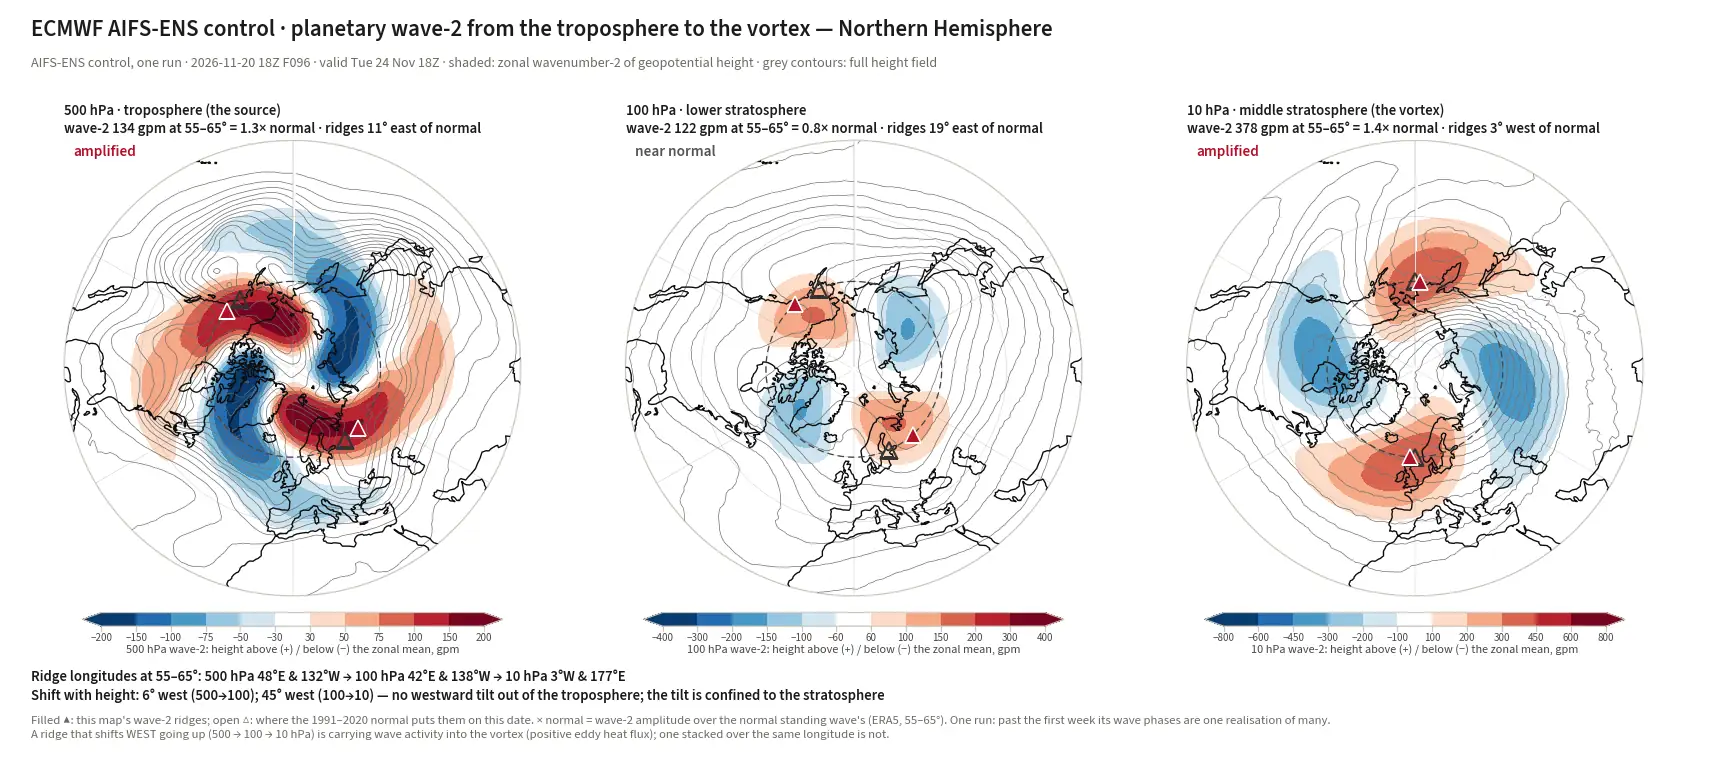 ECMWF AIFS-ENS control · planetary wave-2 from the troposphere to the vortex — Northern Hemisphere
AIFS-ENS control, one run · 2026-11-20 18Z F096 · valid Tue 24 Nov 18Z · shaded: zonal wavenumber-2 of geopotential height · grey contours: full height field
500 hPa · troposphere (the source)
wave-2 134 gpm at 55–65° = 1.3× normal · ridges 11° east of normal
amplified
100 hPa · lower stratosphere
wave-2 122 gpm at 55–65° = 0.8× normal · ridges 19° east of normal
near normal
10 hPa · middle stratosphere (the vortex)
wave-2 378 gpm at 55–65° = 1.4× normal · ridges 3° west of normal
amplified
−200 −150 −100 −75 −50 −30 30 50 75 100 150 200
500 hPa wave-2: height above (+) / below (−) the zonal mean, gpm
−400 −300 −200 −150 −100 −60 60 100 150 200 300 400
100 hPa wave-2: height above (+) / below (−) the zonal mean, gpm
−800 −600 −450 −300 −200 −100 100 200 300 450 600 800
10 hPa wave-2: height above (+) / below (−) the zonal mean, gpm
Ridge longitudes at 55–65°: 500 hPa 48°E & 132°W → 100 hPa 42°E & 138°W → 10 hPa 3°W & 177°E
Shift with height: 6° west (500→100); 45° west (100→10) — no westward tilt out of the troposphere; the tilt is confined to the stratosphere
Filled ▲: this map's wave-2 ridges; open △: where the 1991–2020 normal puts them on this date. × normal = wave-2 amplitude over the normal standing wave's (ERA5, 55–65°). One run: past the first week its wave phases are one realisation of many.
A ridge that shifts WEST going up (500 → 100 → 10 hPa) is carrying wave activity into the vortex (positive eddy heat flux); one stacked over the same longitude is not.